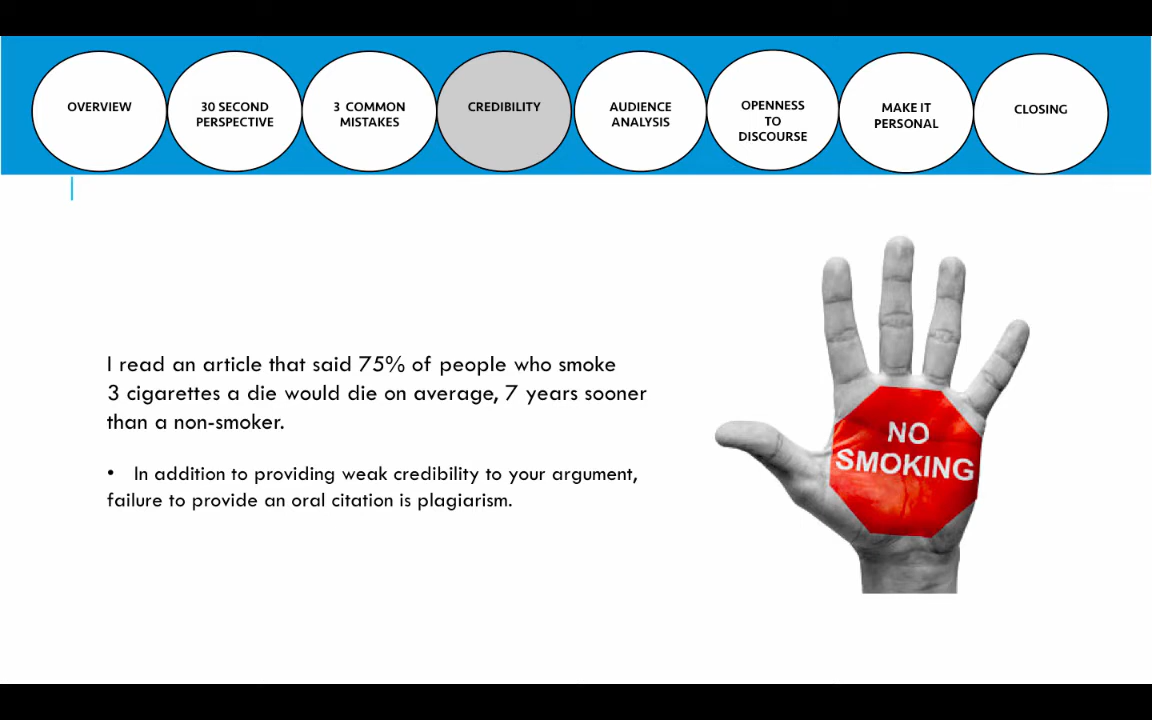 OVERVIEW
30 SECOND
PERSPECTIVE
3 COMMON
MISTAKES
CREDIBILITY
AUDIENCE
ANALYSIS
OPENNESS
TO
DISCOURSE
MAKE IT
PERSONAL
CLOSING
I read an article that said 75% of people who smoke
3 cigarettes a die would die on average, 7 years sooner
than a non-smoker.
• In addition to providing weak credibility to your argument,
failure to provide an oral citation is plagiarism.
NO
SMOKING